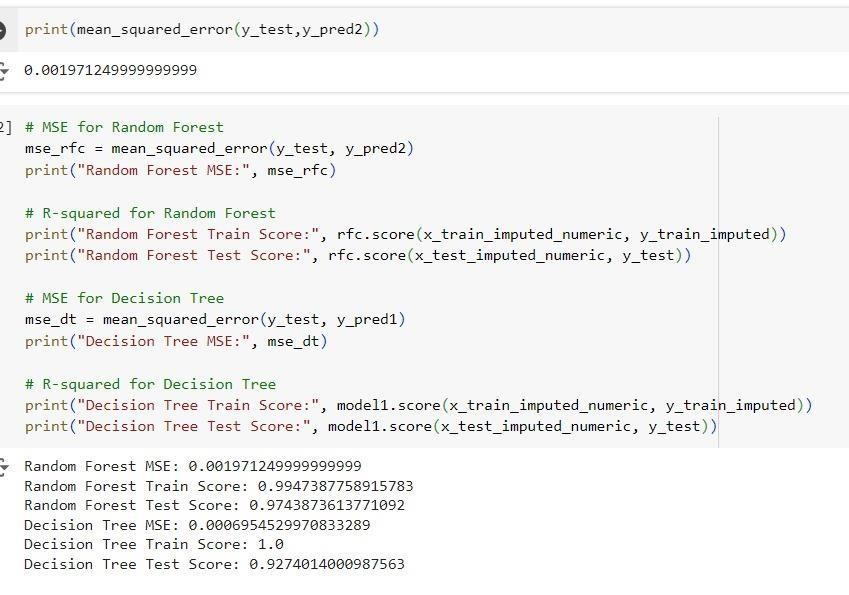 print(mean_squared_error(y_test,y_pred2))
0.001971249999999999
2] # MSE for Random Forest
mse_rfc = mean_squared_error(y_test, y_pred2)
print("Random Forest MSE:", mse_rfc)
# R-squared for Random Forest
print("Random Forest Train Score:", rfc.score(x_train_imputed_numeric, y_train_imputed))
print("Random Forest Test Score:", rfc.score(x_test_imputed_numeric, y_test))
# MSE for Decision Tree
mse_dt = mean_squared_error(y_test, y_pred1)
print("Decision Tree MSE:", mse_dt)
# R-squared for Decision Tree
print("Decision Tree Train Score:", model1.score(x_train_imputed_numeric, y_train_imputed))
print("Decision Tree Test Score:", model1.score(x_test_imputed_numeric, y_test))
Random Forest MSE: 0.001971249999999999
Random Forest Train Score: 0.9947387758915783
Random Forest Test Score: 0.9743873613771092
Decision Tree MSE: 0.0006954529970833289
Decision Tree Train Score: 1.0
Decision Tree Test Score: 0.9274014000987563